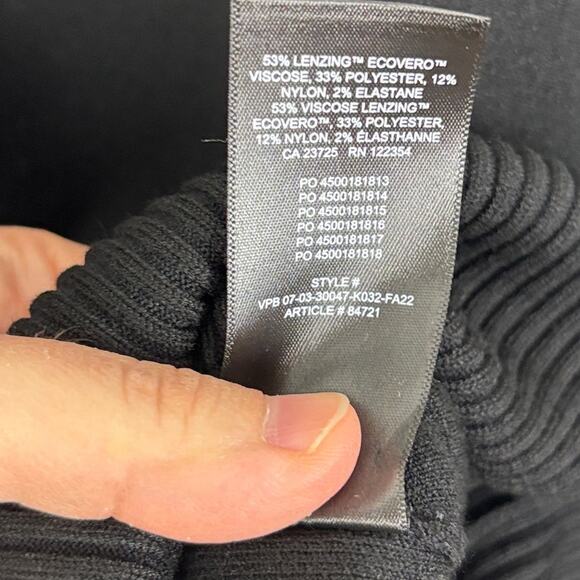 53% LENZING™ ECOVERO™
VISCOSE, 33% POLYESTER, 12%
NYLON, 2% ELASTANE
53% VISCOSE LENZING™
ECOVERO™, 33% POLYESTER,
12% NYLON, 2% ÉLASTHANNE
CA 23725 RN 122354
PO 4500181813
PO 4500181814
PO 4500181815
PO 4500181816
PO 4500181817
PO 4500181818
STYLE #
VPB 07-03-30047-K032-FA22
ARTICLE # 84721